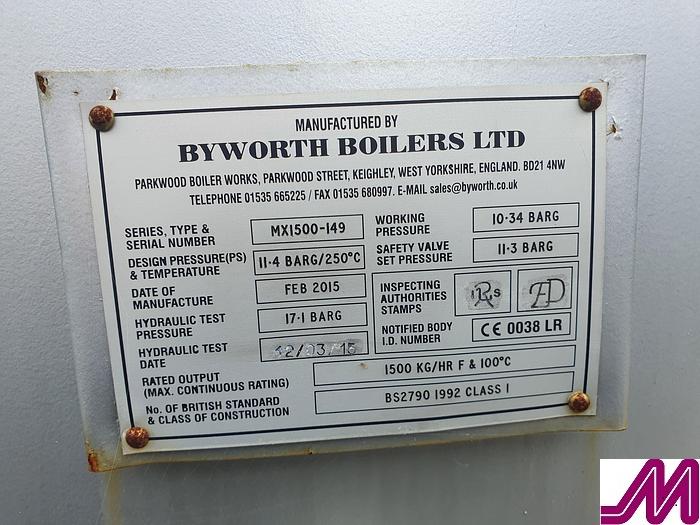 MANUFACTURED BY
BYWORTH BOILERS LTD
PARKWOOD BOILER WORKS, PARKWOOD STREET, KEIGHLEY, WEST YORKSHIRE, ENGLAND. BD21 4NW
TELEPHONE 01535 665225 / FAX 01535 680997. E-MAIL sales@byworth.co.uk
SERIES, TYPE &
SERIAL NUMBER
MX1500-149
DESIGN PRESSURE(PS)
& TEMPERATURE
11·4 BARG/250°C
DATE OF
MANUFACTURE
FEB 2015
HYDRAULIC TEST
PRESSURE
17·1 BARG
HYDRAULIC TEST
DATE
12/03/15
WORKING
PRESSURE
10·34 BARG
SAFETY VALVE
SET PRESSURE
11·3 BARG
INSPECTING
AUTHORITIES
STAMPS
NOTIFIED BODY
I.D. NUMBER
CE 0038 LR
RATED OUTPUT
(MAX. CONTINUOUS RATING)
1500 KG/HR F & 100°C
No. OF BRITISH STANDARD
& CLASS OF CONSTRUCTION
BS2790 1992 CLASS 1
M